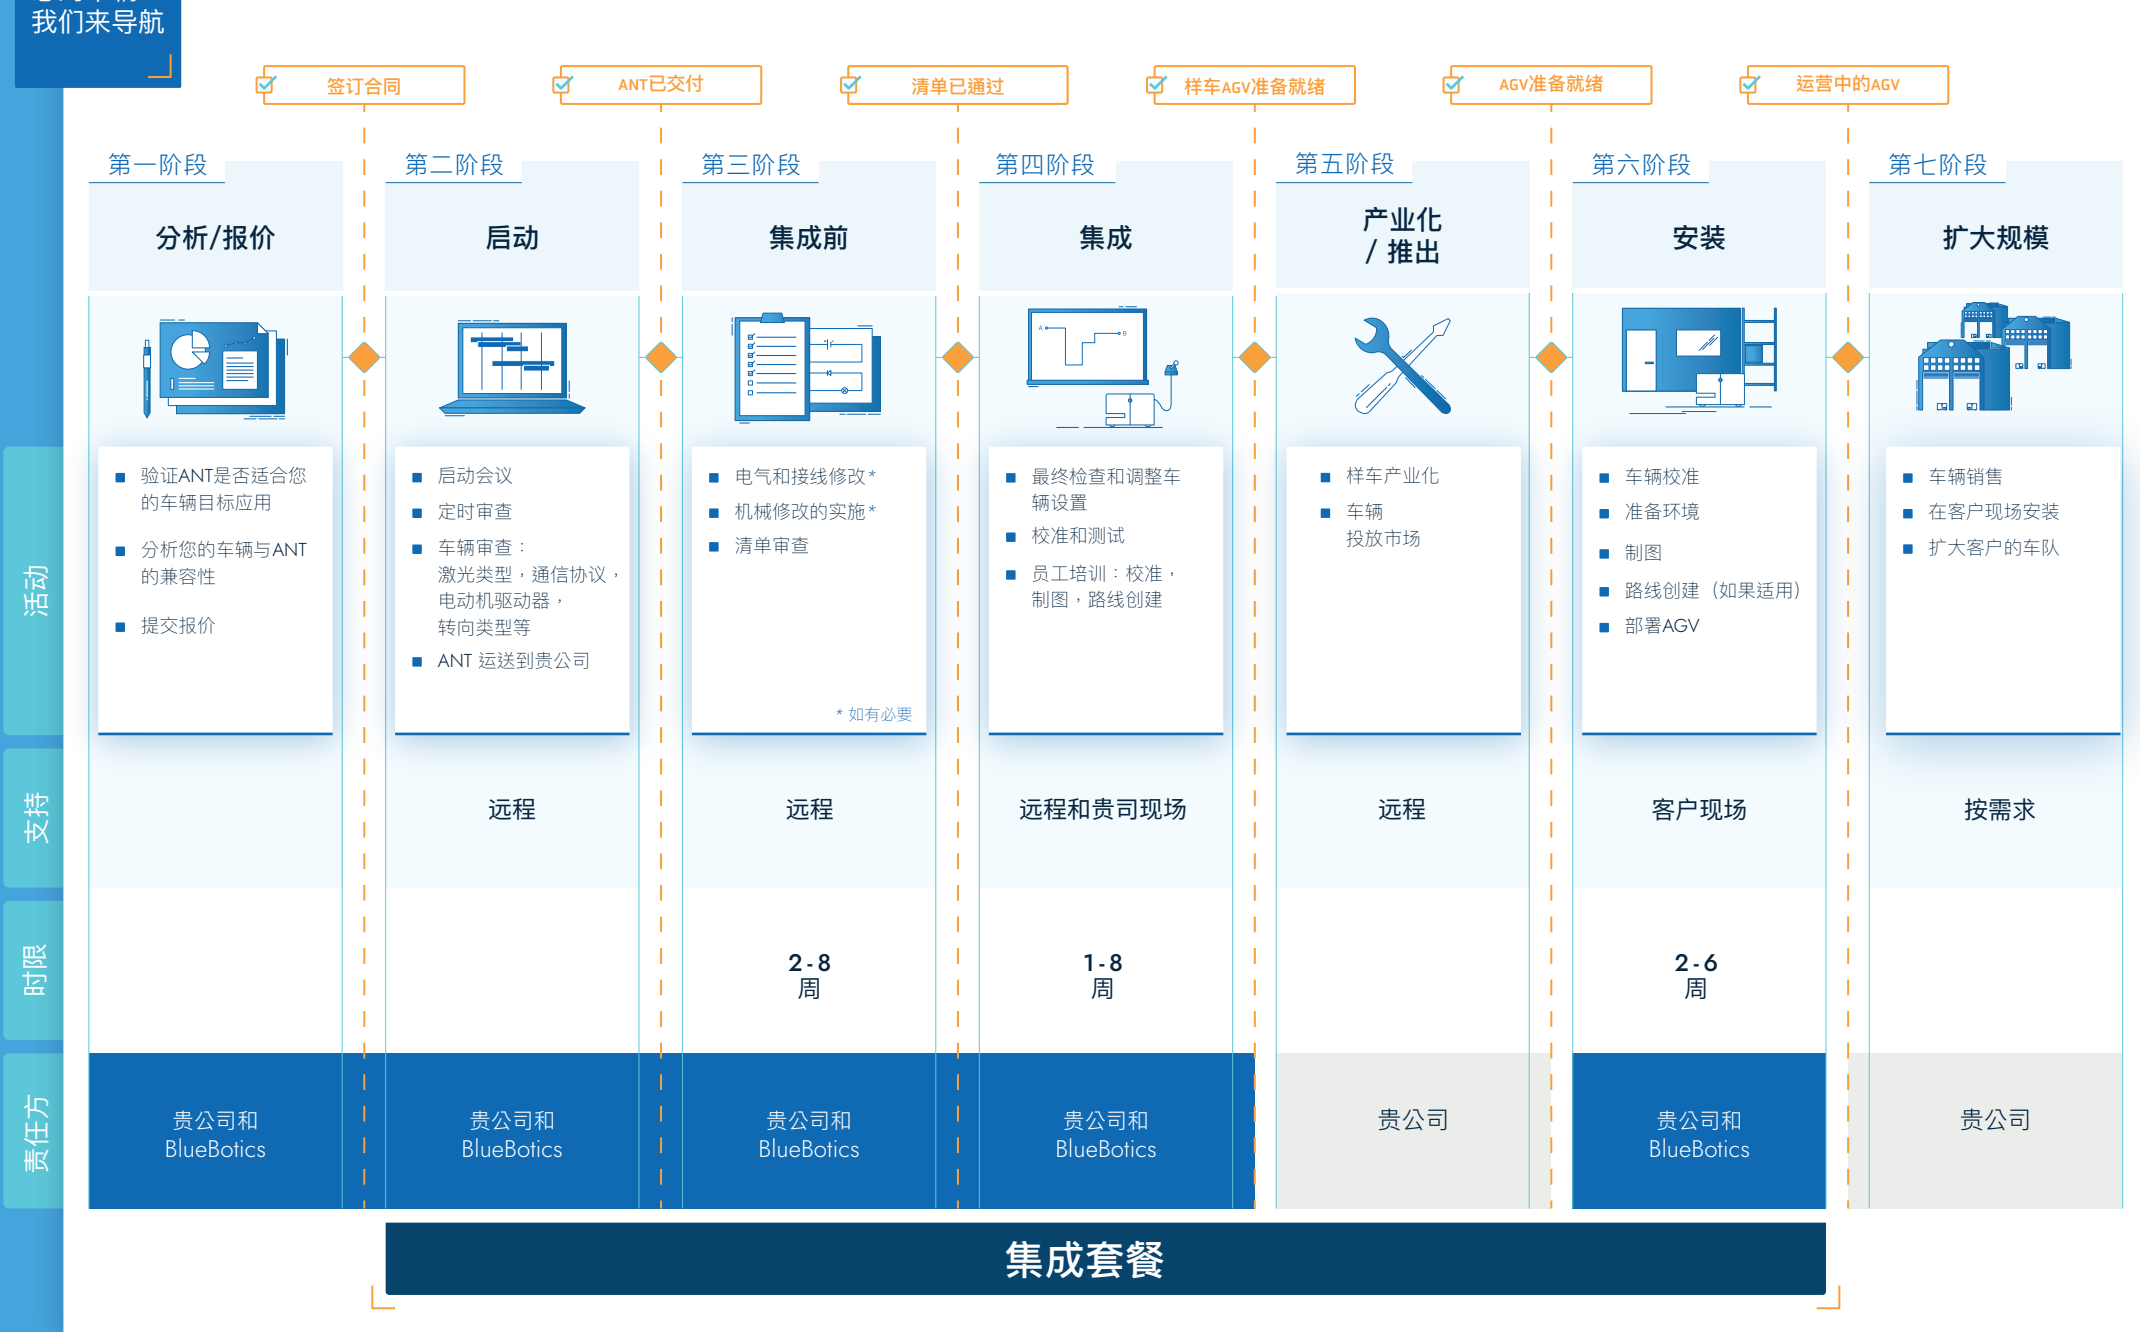 我们来导航
签订合同
ANT已交付
清单已通过
样车AGV准备就绪
AGV准备就绪
运营中的AGV
第一阶段
分析/报价
第二阶段
启动
第三阶段
集成前
第四阶段
集成
第五阶段
产业化
/ 推出
第六阶段
安装
第七阶段
扩大规模
A
B
活动
验证ANT是否适合您
的车辆目标应用
分析您的车辆与ANT
的兼容性
提交报价
启动会议
定时审查
车辆审查：
激光类型，通信协议，
电动机驱动器，
转向类型等
ANT 运送到贵公司
电气和接线修改*
机械修改的实施*
清单审查
* 如有必要
最终检查和调整车
辆设置
校准和测试
员工培训：校准，
制图，路线创建
样车产业化
车辆
投放市场
车辆校准
准备环境
制图
路线创建（如果适用）
部署AGV
车辆销售
在客户现场安装
扩大客户的车队
支持
远程
远程
远程和贵司现场
远程
客户现场
按需求
时限
2-8
周
1-8
周
2-6
周
责任方
贵公司和
BlueBotics
贵公司和
BlueBotics
贵公司和
BlueBotics
贵公司和
BlueBotics
贵公司
贵公司和
BlueBotics
贵公司
集成套餐